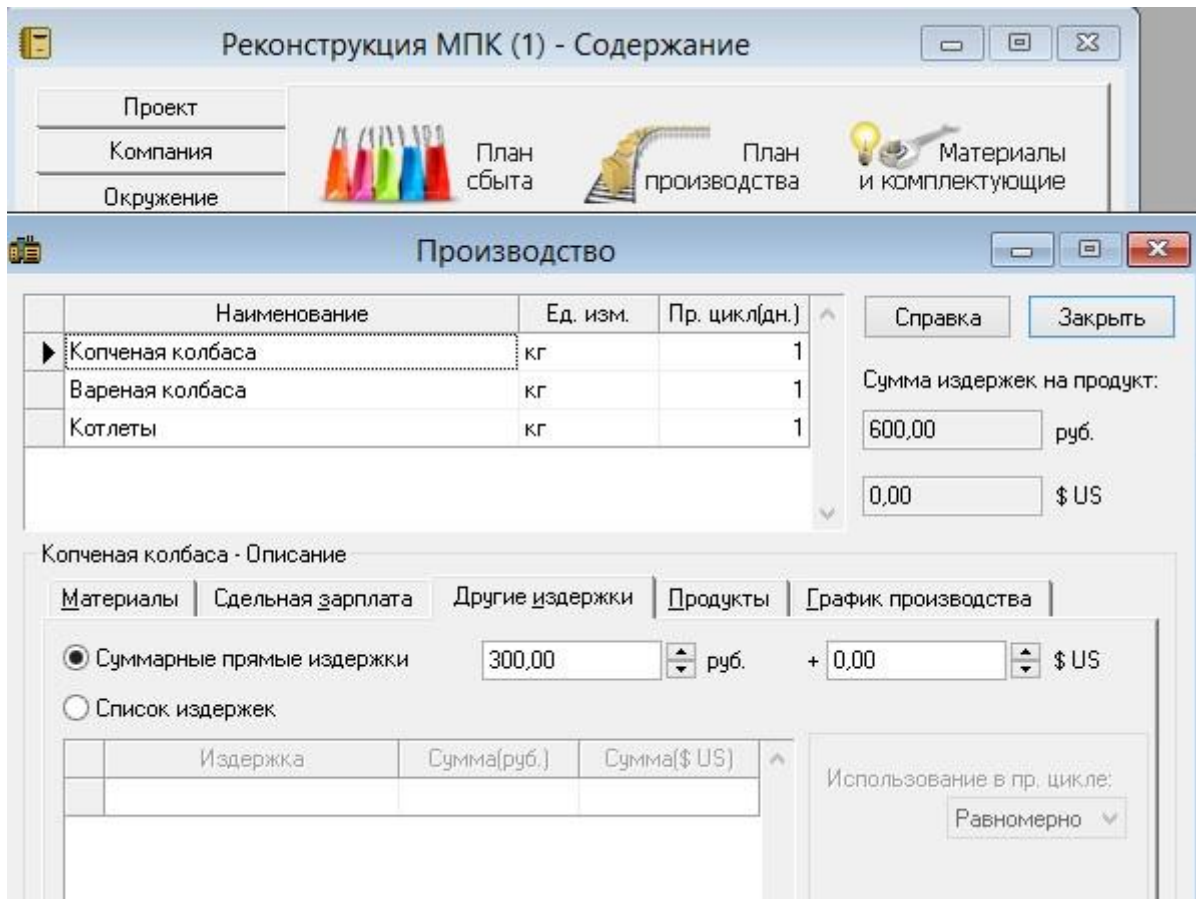 Реконструкция МПК (1) - Содержание
Проект
Компания
Окружение
План сбыта
План производства
Материалы и комплектующие
Производство
Наименование Ед. изм. Пр. цикл(дн.)
Копченая колбаса кг 1
Вареная колбаса кг 1
Котлеты кг 1
Справка Закрыть
Сумма издержек на продукт:
600,00 руб.
0,00 $ US
Копченая колбаса - Описание
Материалы Сдельная зарплата Другие издержки Продукты График производства
Суммарные прямые издержки 300,00 руб. + 0,00 $ US
Список издержек
Издержка Сумма(руб.) Сумма($ US)
Использование в пр. цикле:
Равномерно